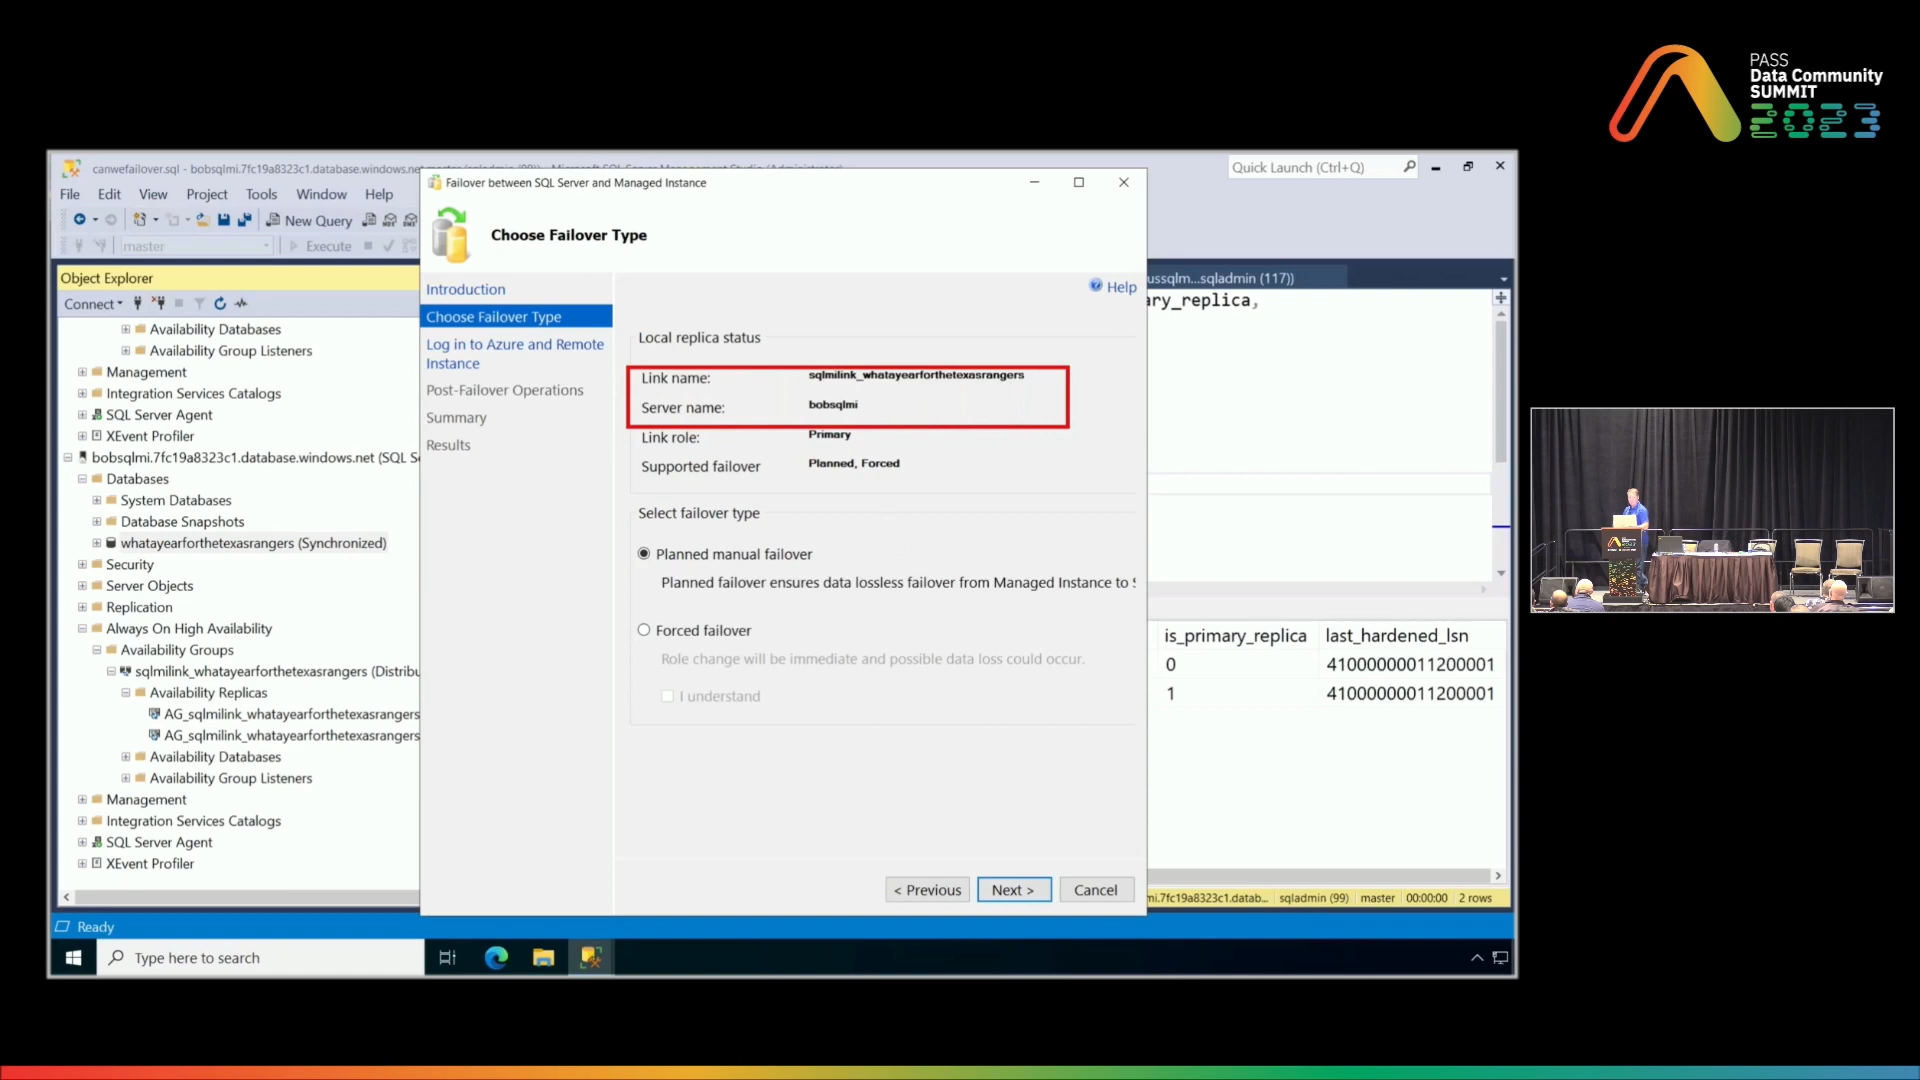 PASS
Data Community
SUMMIT
2023
canwefailover.sql - bobsqlmi.7fc19a8323c1.database.windows.net
Quick Launch (Ctrl+Q)
File Edit View Project Tools Window Help
New Query
master
Execute
Object Explorer
Connect
Availability Databases
Availability Group Listeners
Management
Integration Services Catalogs
SQL Server Agent
XEvent Profiler
bobsqlmi.7fc19a8323c1.database.windows.net (SQL S
Databases
System Databases
Database Snapshots
whatayearforthetexasrangers (Synchronized)
Security
Server Objects
Replication
Always On High Availability
Availability Groups
sqlmilink_whatayearforthetexasrangers (Distribu
Availability Replicas
AG_sqlmilink_whatayearforthetexasrangers
AG_sqlmilink_whatayearforthetexasrangers
Availability Databases
Availability Group Listeners
Management
Integration Services Catalogs
SQL Server Agent
XEvent Profiler
Failover between SQL Server and Managed Instance
Choose Failover Type
Introduction
Choose Failover Type
Log in to Azure and Remote
Instance
Post-Failover Operations
Summary
Results
Help
Local replica status
Link name: sqlmilink_whatayearforthetexasrangers
Server name: bobsqlmi
Link role: Primary
Supported failover Planned, Forced
Select failover type
Planned manual failover
Planned failover ensures data lossless failover from Managed Instance to S
Forced failover
Role change will be immediate and possible data loss could occur.
I understand
< Previous Next > Cancel
ussqlm...sqladmin (117))
ary_replica,
is_primary_replica last_hardened_lsn
0 41000000011200001
1 41000000011200001
mi.7fc19a8323c1.datab... sqladmin (99) master 00:00:00 2 rows
Ready
Type here to search